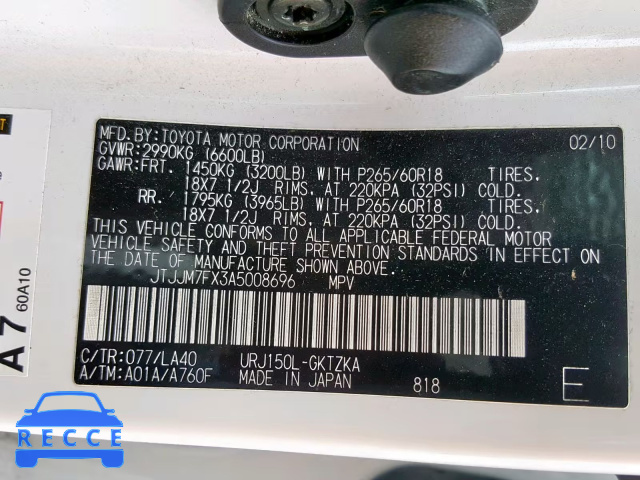 MFD.BY:TOYOTA MOTOR CORPORATION 02/10
GVWR:2990KG (6600LB)
GAWR:FRT. 1450KG (3200LB) WITH P265/60R18 TIRES.
18X7 1/2J RIMS. AT 220KPA (32PSI) COLD.
RR. 1795KG (3965LB) WITH P265/60R18 TIRES.
18X7 1/2J RIMS. AT 220KPA (32PSI) COLD.
THIS VEHICLE CONFORMS TO ALL APPLICABLE FEDERAL MOTOR
VEHICLE SAFETY AND THEFT PREVENTION STANDARDS IN EFFECT ON
THE DATE OF MANUFACTURE SHOWN ABOVE.
JTJJM7FX3A5008696 MPV
C/TR:077/LA40 URJ150L-GKTZKA
A/TM:A01A/A760F MADE IN JAPAN 818 E
A 7 60A10
RECCE